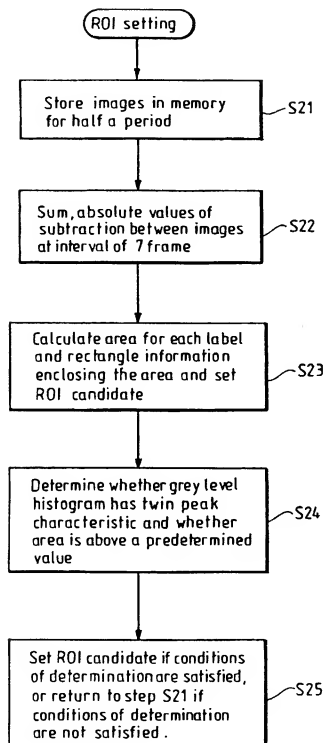 ROI setting
Store images in memory
for half a period
S21
Sum, absolute values of
subtraction between images
at interval of 7 frame
S22
Calculate area for each label
and rectangle information
enclosing the area and set
ROI candidate
S23
Determine whether grey level
histogram has twin peak
characteristic and whether
area is above a predetermined
value
S24
Set ROI candidate if conditions
of determination are satisfied,
or return to step S21 if
conditions of determination
are not satisfied.
S25